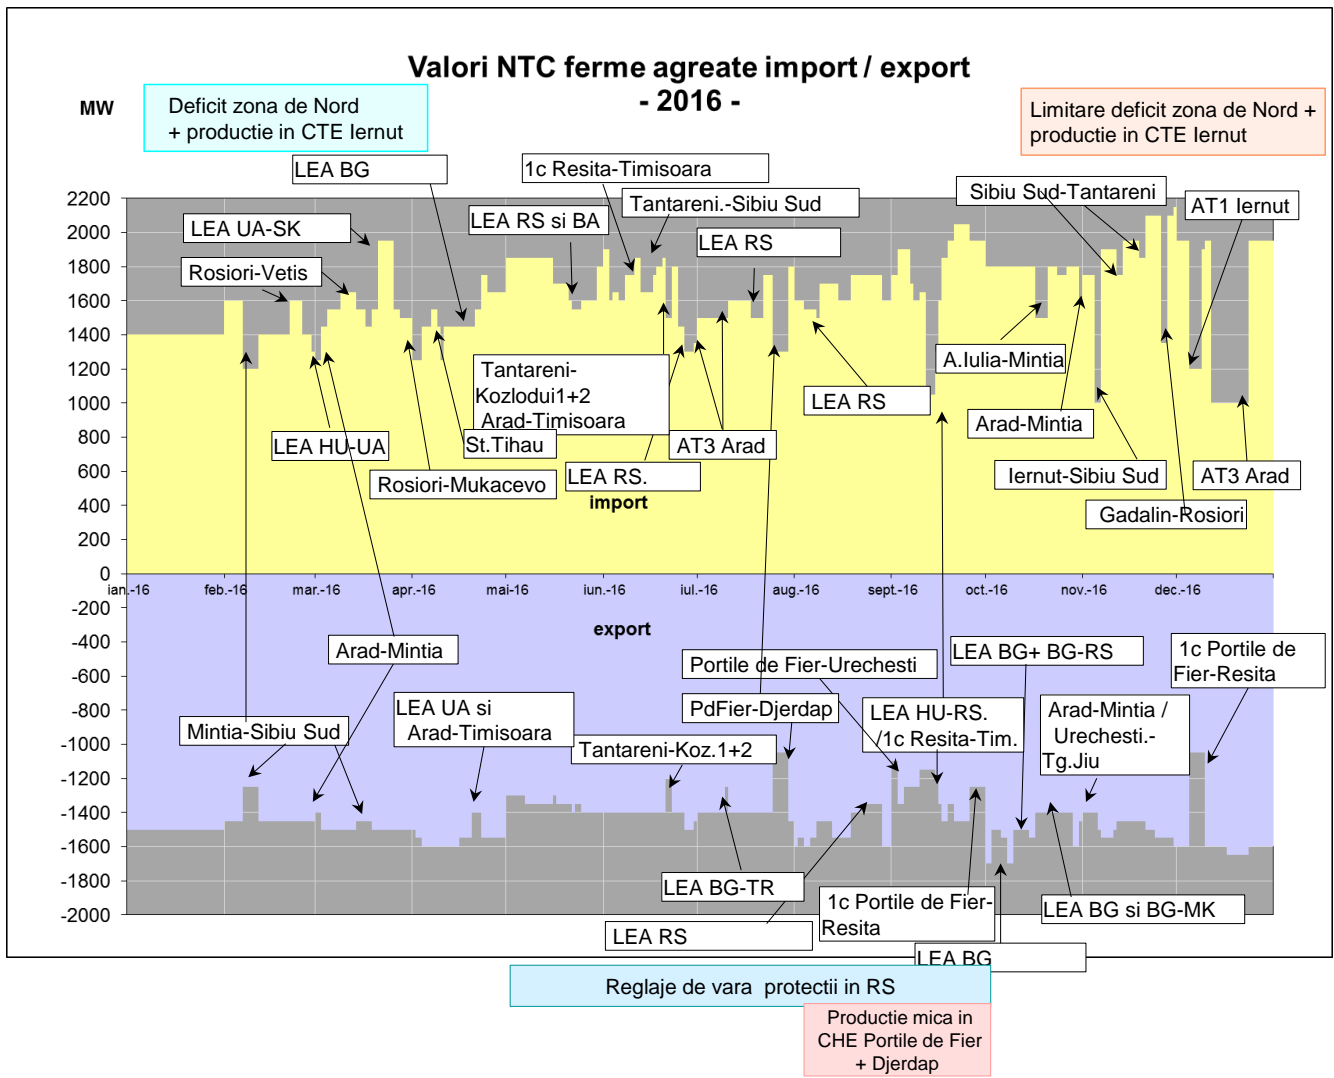 Valori NTC ferme agreate import / export
- 2016 -
MW
Deficit zona de Nord
+ productie in CTE Iernut
Limitare deficit zona de Nord +
productie in CTE Iernut
LEA BG
1c Resita-Timisoara
Sibiu Sud-Tantareni
AT1 Iernut
Tantareni.-Sibiu Sud
LEA UA-SK
LEA RS si BA
LEA RS
Rosiori-Vetis
2200
2000
1800
1600
1400
1200
1000
800
600
400
200
0
-200
-400
-600
-800
-1000
-1200
-1400
-1600
-1800
-2000
A.Iulia-Mintia
Tantareni-
Kozlodui1+2
Arad-Timisoara
LEA RS
Arad-Mintia
LEA HU-UA
St.Tihau
AT3 Arad
Rosiori-Mukacevo
LEA RS.
Iernut-Sibiu Sud
AT3 Arad
Gadalin-Rosiori
import
ian.-16
feb.-16
mar.-16
apr.-16
mai-16
iun.-16
iul.-16
aug.-16
sept.-16
oct.-16
nov.-16
dec.-16
export
Arad-Mintia
Portile de Fier-Urechesti
LEA BG+ BG-RS
1c Portile de
Fier-Resita
Mintia-Sibiu Sud
LEA UA si
Arad-Timisoara
PdFier-Djerdap
LEA HU-RS.
/1c Resita-Tim.
Arad-Mintia /
Urechesti.-
Tg.Jiu
Tantareni-Koz.1+2
LEA BG-TR
1c Portile de Fier-
Resita
LEA BG si BG-MK
LEA RS
LEA BG
Reglaje de vara protectii in RS
Productie mica in
CHE Portile de Fier
+ Djerdap